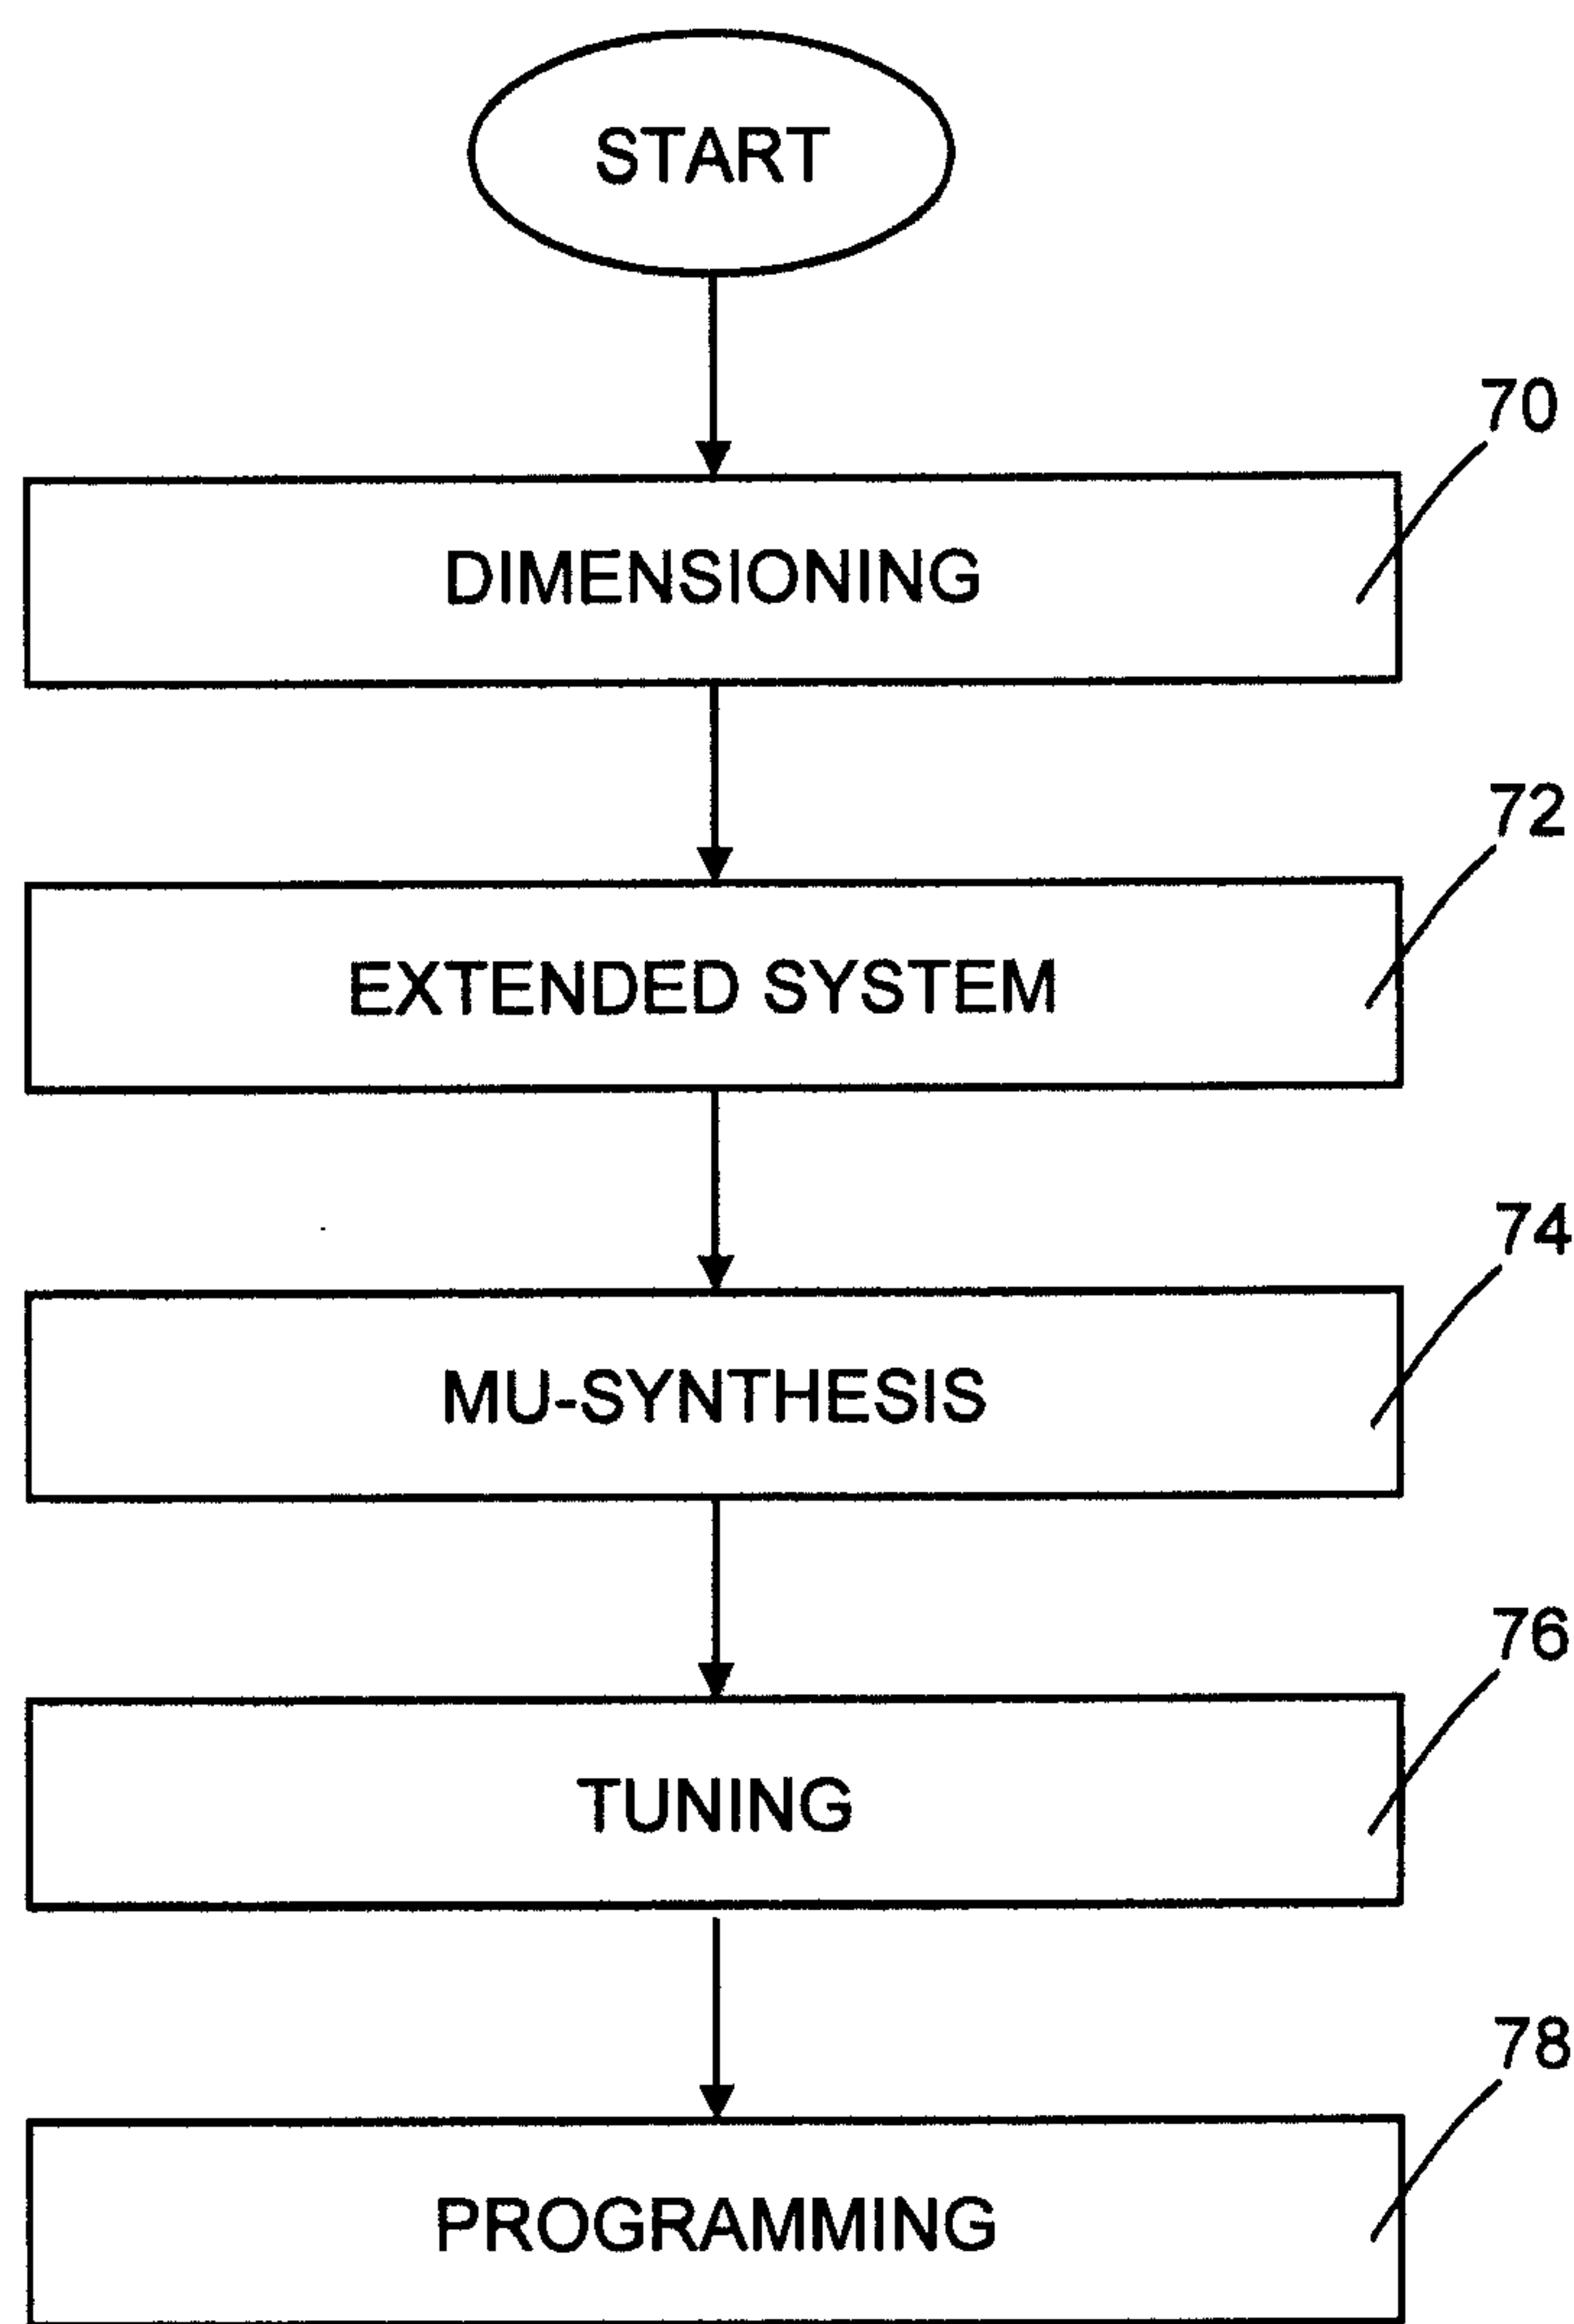 START
70
DIMENSIONING
72
EXTENDED SYSTEM
74
MU-SYNTHESIS
76
TUNING
78
PROGRAMMING